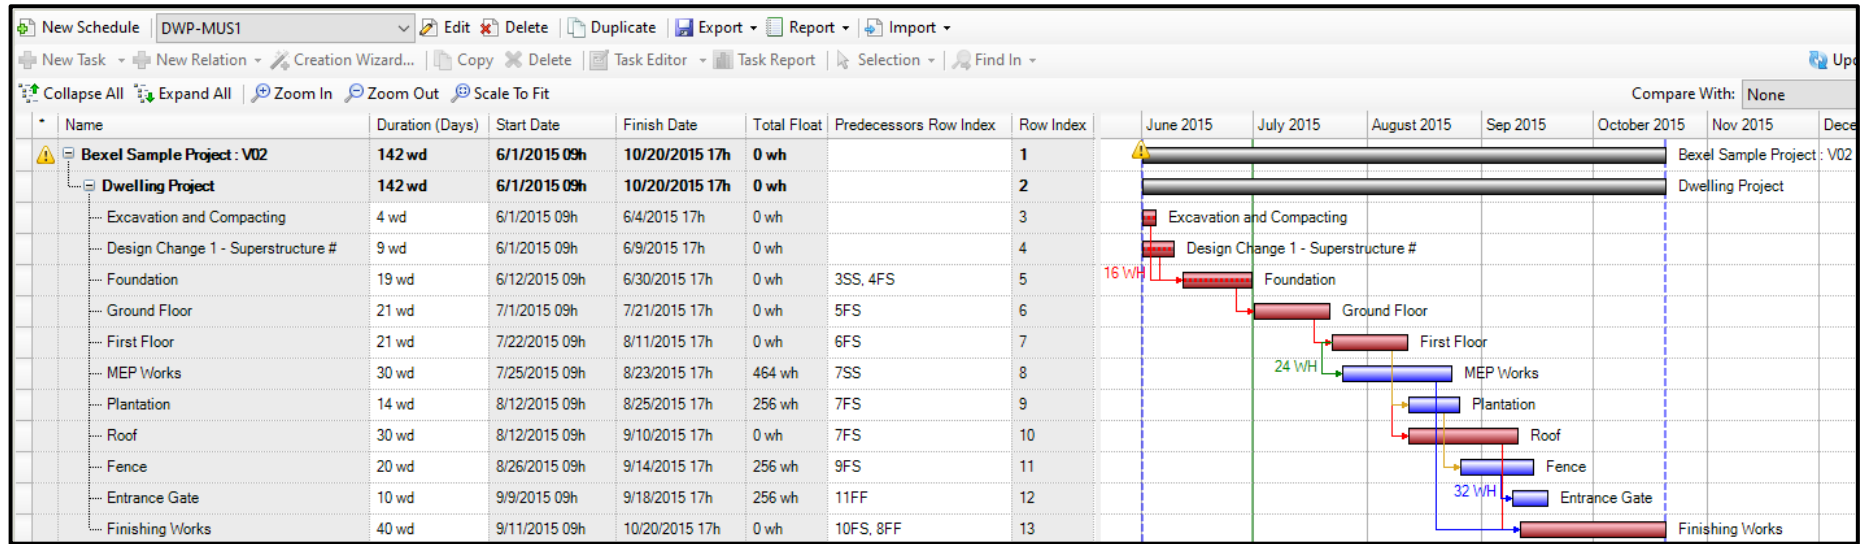 New Schedule DWP-MUS1 Edit Delete Duplicate Export Report Import
New Task New Relation Creation Wizard... Copy Delete Task Editor Task Report Selection Find In Upd
Collapse All Expand All Zoom In Zoom Out Scale To Fit Compare With: None
* Name Duration (Days) Start Date Finish Date Total Float Predecessors Row Index Row Index June 2015 July 2015 August 2015 Sep 2015 October 2015 Nov 2015 Dece
Bexel Sample Project : V02 142 wd 6/1/2015 09h 10/20/2015 17h 0 wh 1 Bexel Sample Project : V02
Dwelling Project 142 wd 6/1/2015 09h 10/20/2015 17h 0 wh 2 Dwelling Project
Excavation and Compacting 4 wd 6/1/2015 09h 6/4/2015 17h 0 wh 3 Excavation and Compacting
Design Change 1 - Superstructure # 9 wd 6/1/2015 09h 6/9/2015 17h 0 wh 4 Design Change 1 - Superstructure #
Foundation 19 wd 6/12/2015 09h 6/30/2015 17h 0 wh 3SS, 4FS 5 16 WH Foundation
Ground Floor 21 wd 7/1/2015 09h 7/21/2015 17h 0 wh 5FS 6 Ground Floor
First Floor 21 wd 7/22/2015 09h 8/11/2015 17h 0 wh 6FS 7 First Floor
MEP Works 30 wd 7/25/2015 09h 8/23/2015 17h 464 wh 7SS 8 24 WH MEP Works
Plantation 14 wd 8/12/2015 09h 8/25/2015 17h 256 wh 7FS 9 Plantation
Roof 30 wd 8/12/2015 09h 9/10/2015 17h 0 wh 7FS 10 Roof
Fence 20 wd 8/26/2015 09h 9/14/2015 17h 256 wh 9FS 11 Fence
Entrance Gate 10 wd 9/9/2015 09h 9/18/2015 17h 256 wh 11FF 12 32 WH Entrance Gate
Finishing Works 40 wd 9/11/2015 09h 10/20/2015 17h 0 wh 10FS, 8FF 13 Finishing Works